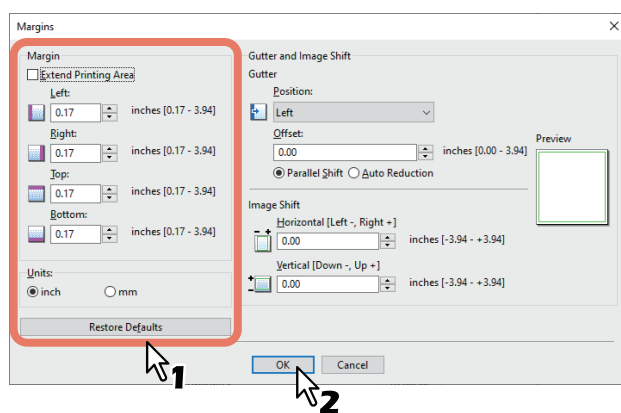 Margins
Margin
Extend Printing Area
Left:
0.17 inches [0.17 - 3.94]
Right:
0.17 inches [0.17 - 3.94]
Top:
0.17 inches [0.17 - 3.94]
Bottom:
0.17 inches [0.17 - 3.94]
Units:
inch mm
Restore Defaults
1
Gutter and Image Shift
Gutter
Position:
Left
Offset:
0.00 inches [0.00 - 3.94]
Parallel Shift Auto Reduction
Preview
Image Shift
Horizontal [Left -, Right +]
- +
0.00 inches [-3.94 - +3.94]
Vertical [Down -, Up +]
+
-
0.00 inches [-3.94 - +3.94]
OK Cancel
2